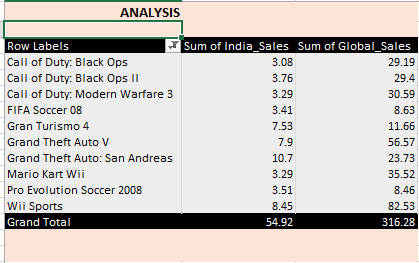 ANALYSIS
Row Labels Sum of India_Sales Sum of Global_Sales
Call of Duty: Black Ops 3.08 29.19
Call of Duty: Black Ops II 3.76 29.4
Call of Duty: Modern Warfare 3 3.29 30.59
FIFA Soccer 08 3.41 8.63
Gran Turismo 4 7.53 11.66
Grand Theft Auto V 7.9 56.57
Grand Theft Auto: San Andreas 10.7 23.73
Mario Kart Wii 3.29 35.52
Pro Evolution Soccer 2008 3.51 8.46
Wii Sports 8.45 82.53
Grand Total 54.92 316.28